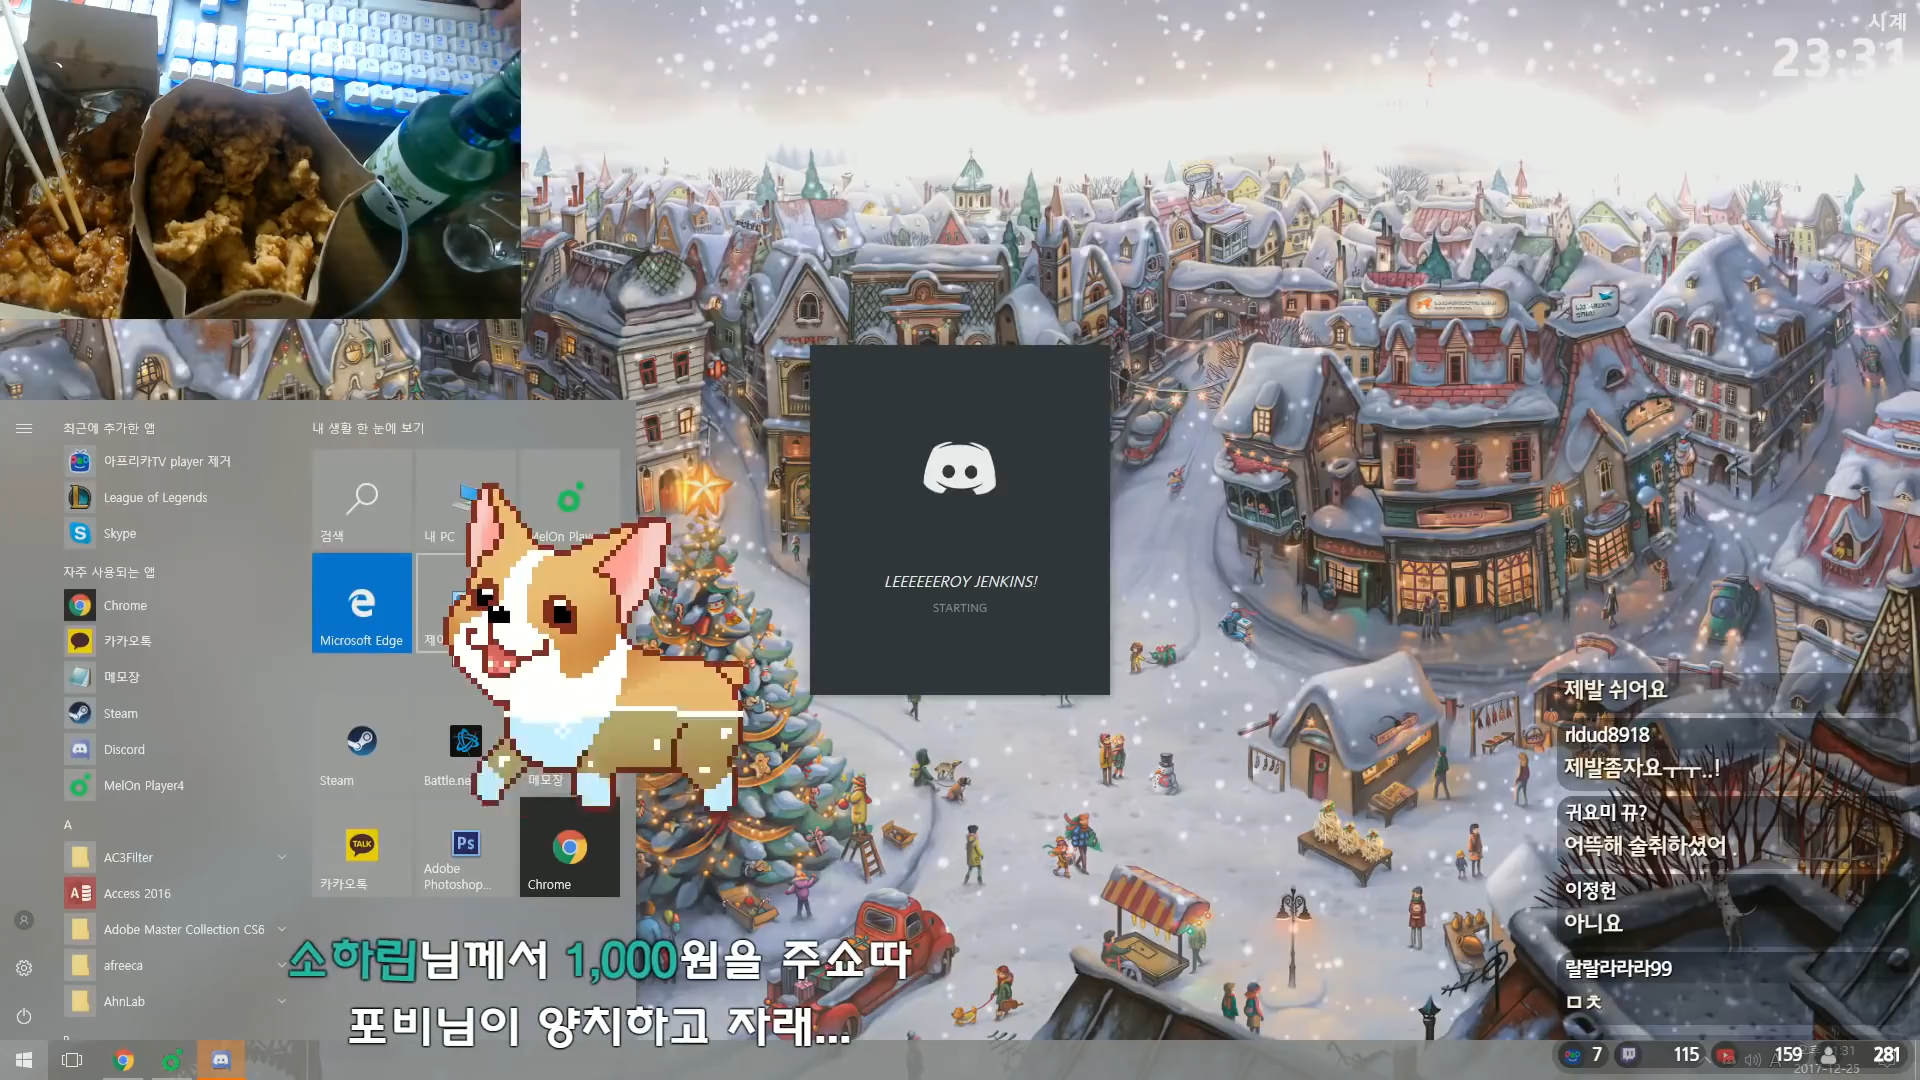 시계
23:31
최근에 추가한 앱
아프리카TV player 제거
League of Legends
Skype
자주 사용되는 앱
Chrome
카카오톡
메모장
Steam
Discord
MelOn Player4
A
AC3Filter
Access 2016
Adobe Master Collection CS6
afreeca
AhnLab
내 생활 한 눈에 보기
검색
내 PC
MelOn Play
Microsoft Edge
Steam
Battle.ne
메모장
TALK
카카오톡
Ps
Adobe
Photoshop...
Chrome
LEEEEEEROY JENKINS!
STARTING
소하림님께서 1,000원을 주쇼따
포비님이 양치하고 자래...
제발 쉬어요
rldud8918
제발좀자요ㅜㅜ..!
귀요미 뀨?
어뜩해 술취하셨어 .
이정헌
아니요
랄랄라라라99
ㅁㅊ
7
115
159
281
2017-12-25